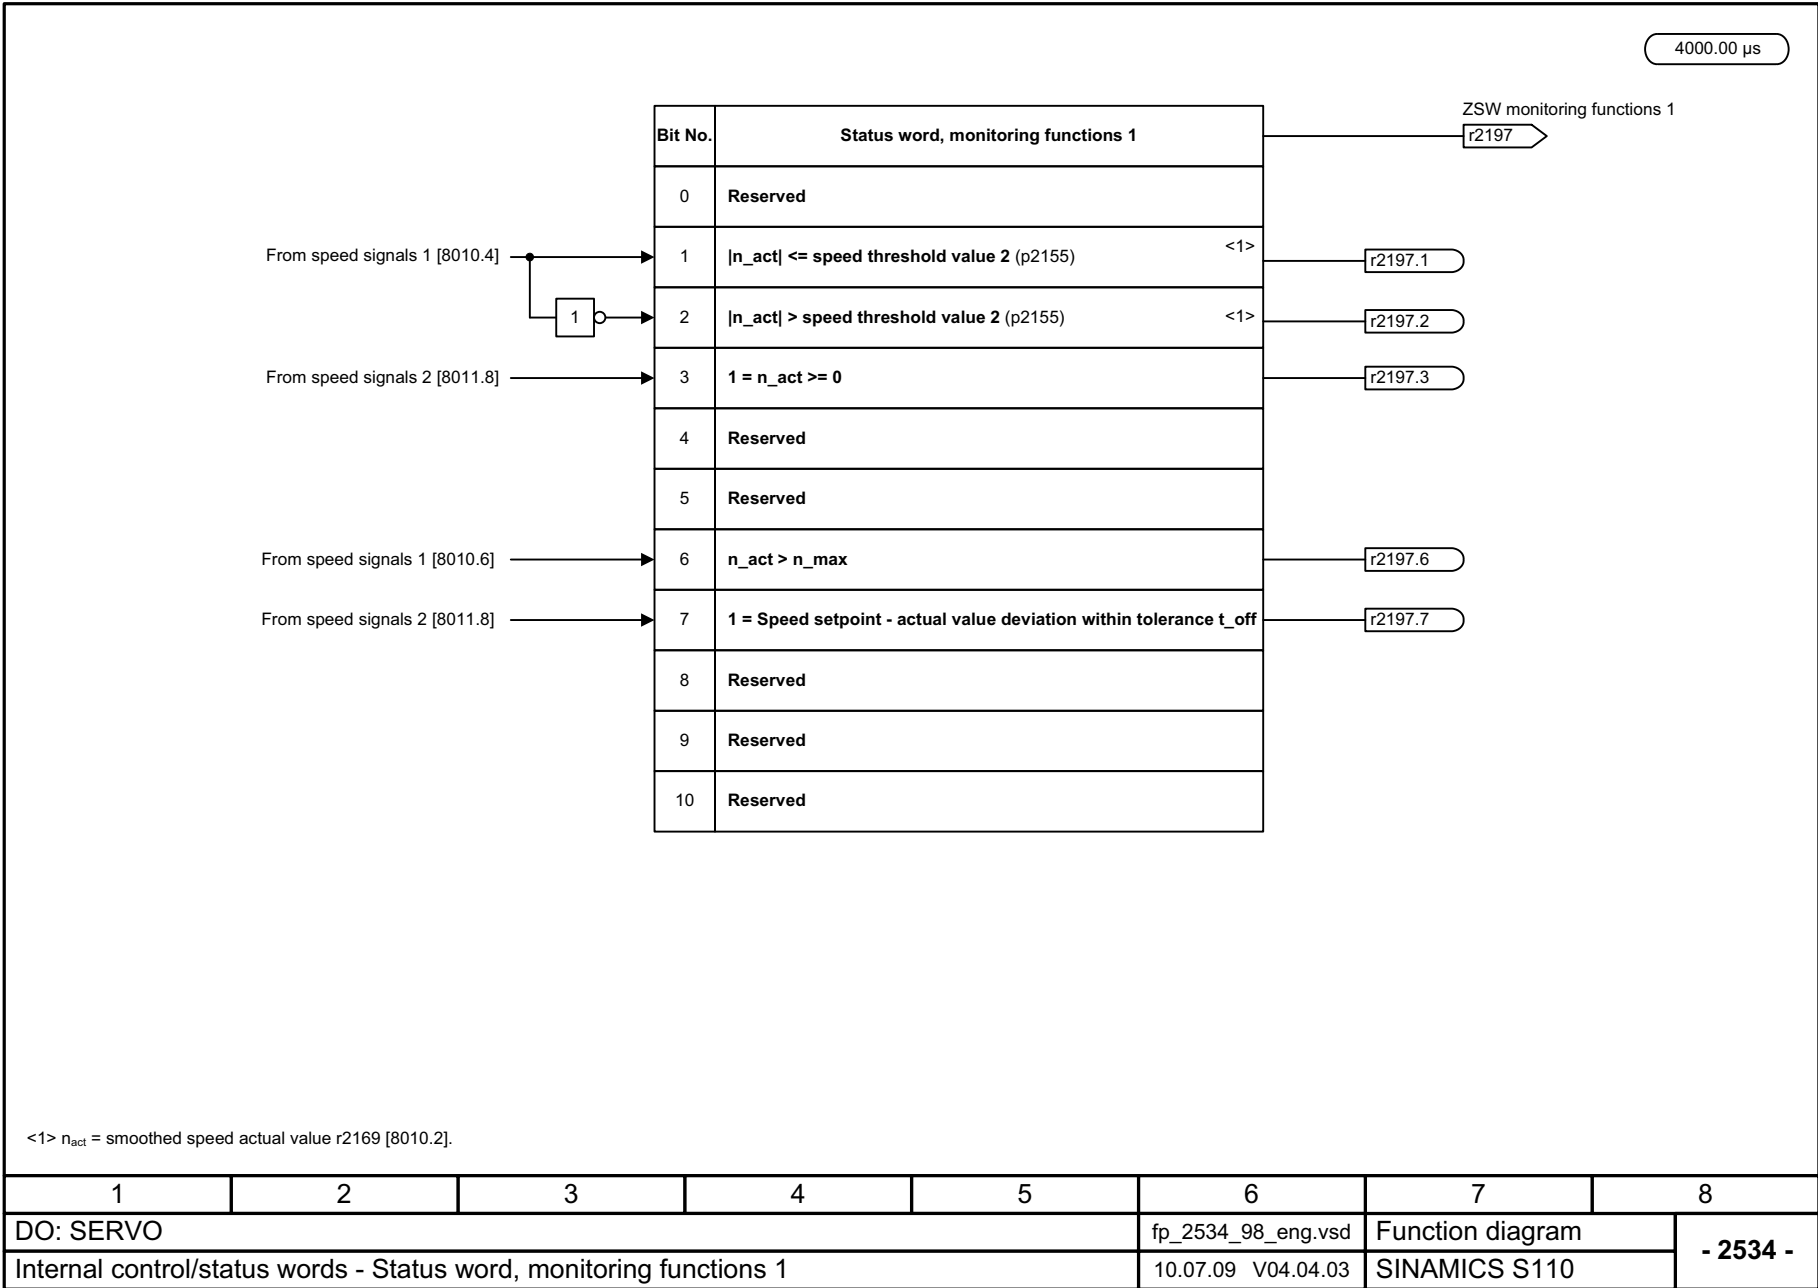 4000.00 µs
ZSW monitoring functions 1
Bit No. Status word, monitoring functions 1 r2197
0 Reserved
From speed signals 1 [8010.4] 1 |n_act| <= speed threshold value 2 (p2155) <1> r2197.1
1 2 |n_act| > speed threshold value 2 (p2155) <1> r2197.2
From speed signals 2 [8011.8] 3 1 = n_act >= 0 r2197.3
4 Reserved
5 Reserved
From speed signals 1 [8010.6] 6 n_act > n_max r2197.6
From speed signals 2 [8011.8] 7 1 = Speed setpoint - actual value deviation within tolerance t_off r2197.7
8 Reserved
9 Reserved
10 Reserved
<1> nact = smoothed speed actual value r2169 [8010.2].
1 2 3 4 5 6 7 8
DO: SERVO fp_2534_98_eng.vsd Function diagram - 2534 -
Internal control/status words - Status word, monitoring functions 1 10.07.09 V04.04.03 SINAMICS S110